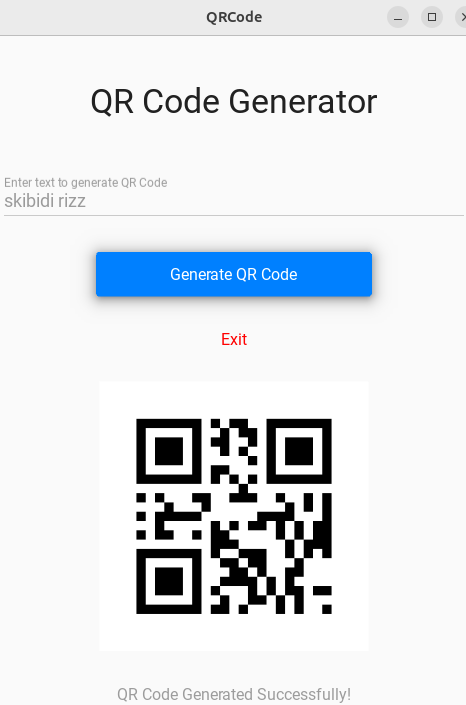 QRCode
QR Code Generator
Enter text to generate QR Code
skibidi rizz
Generate QR Code
Exit
QR Code Generated Successfully!